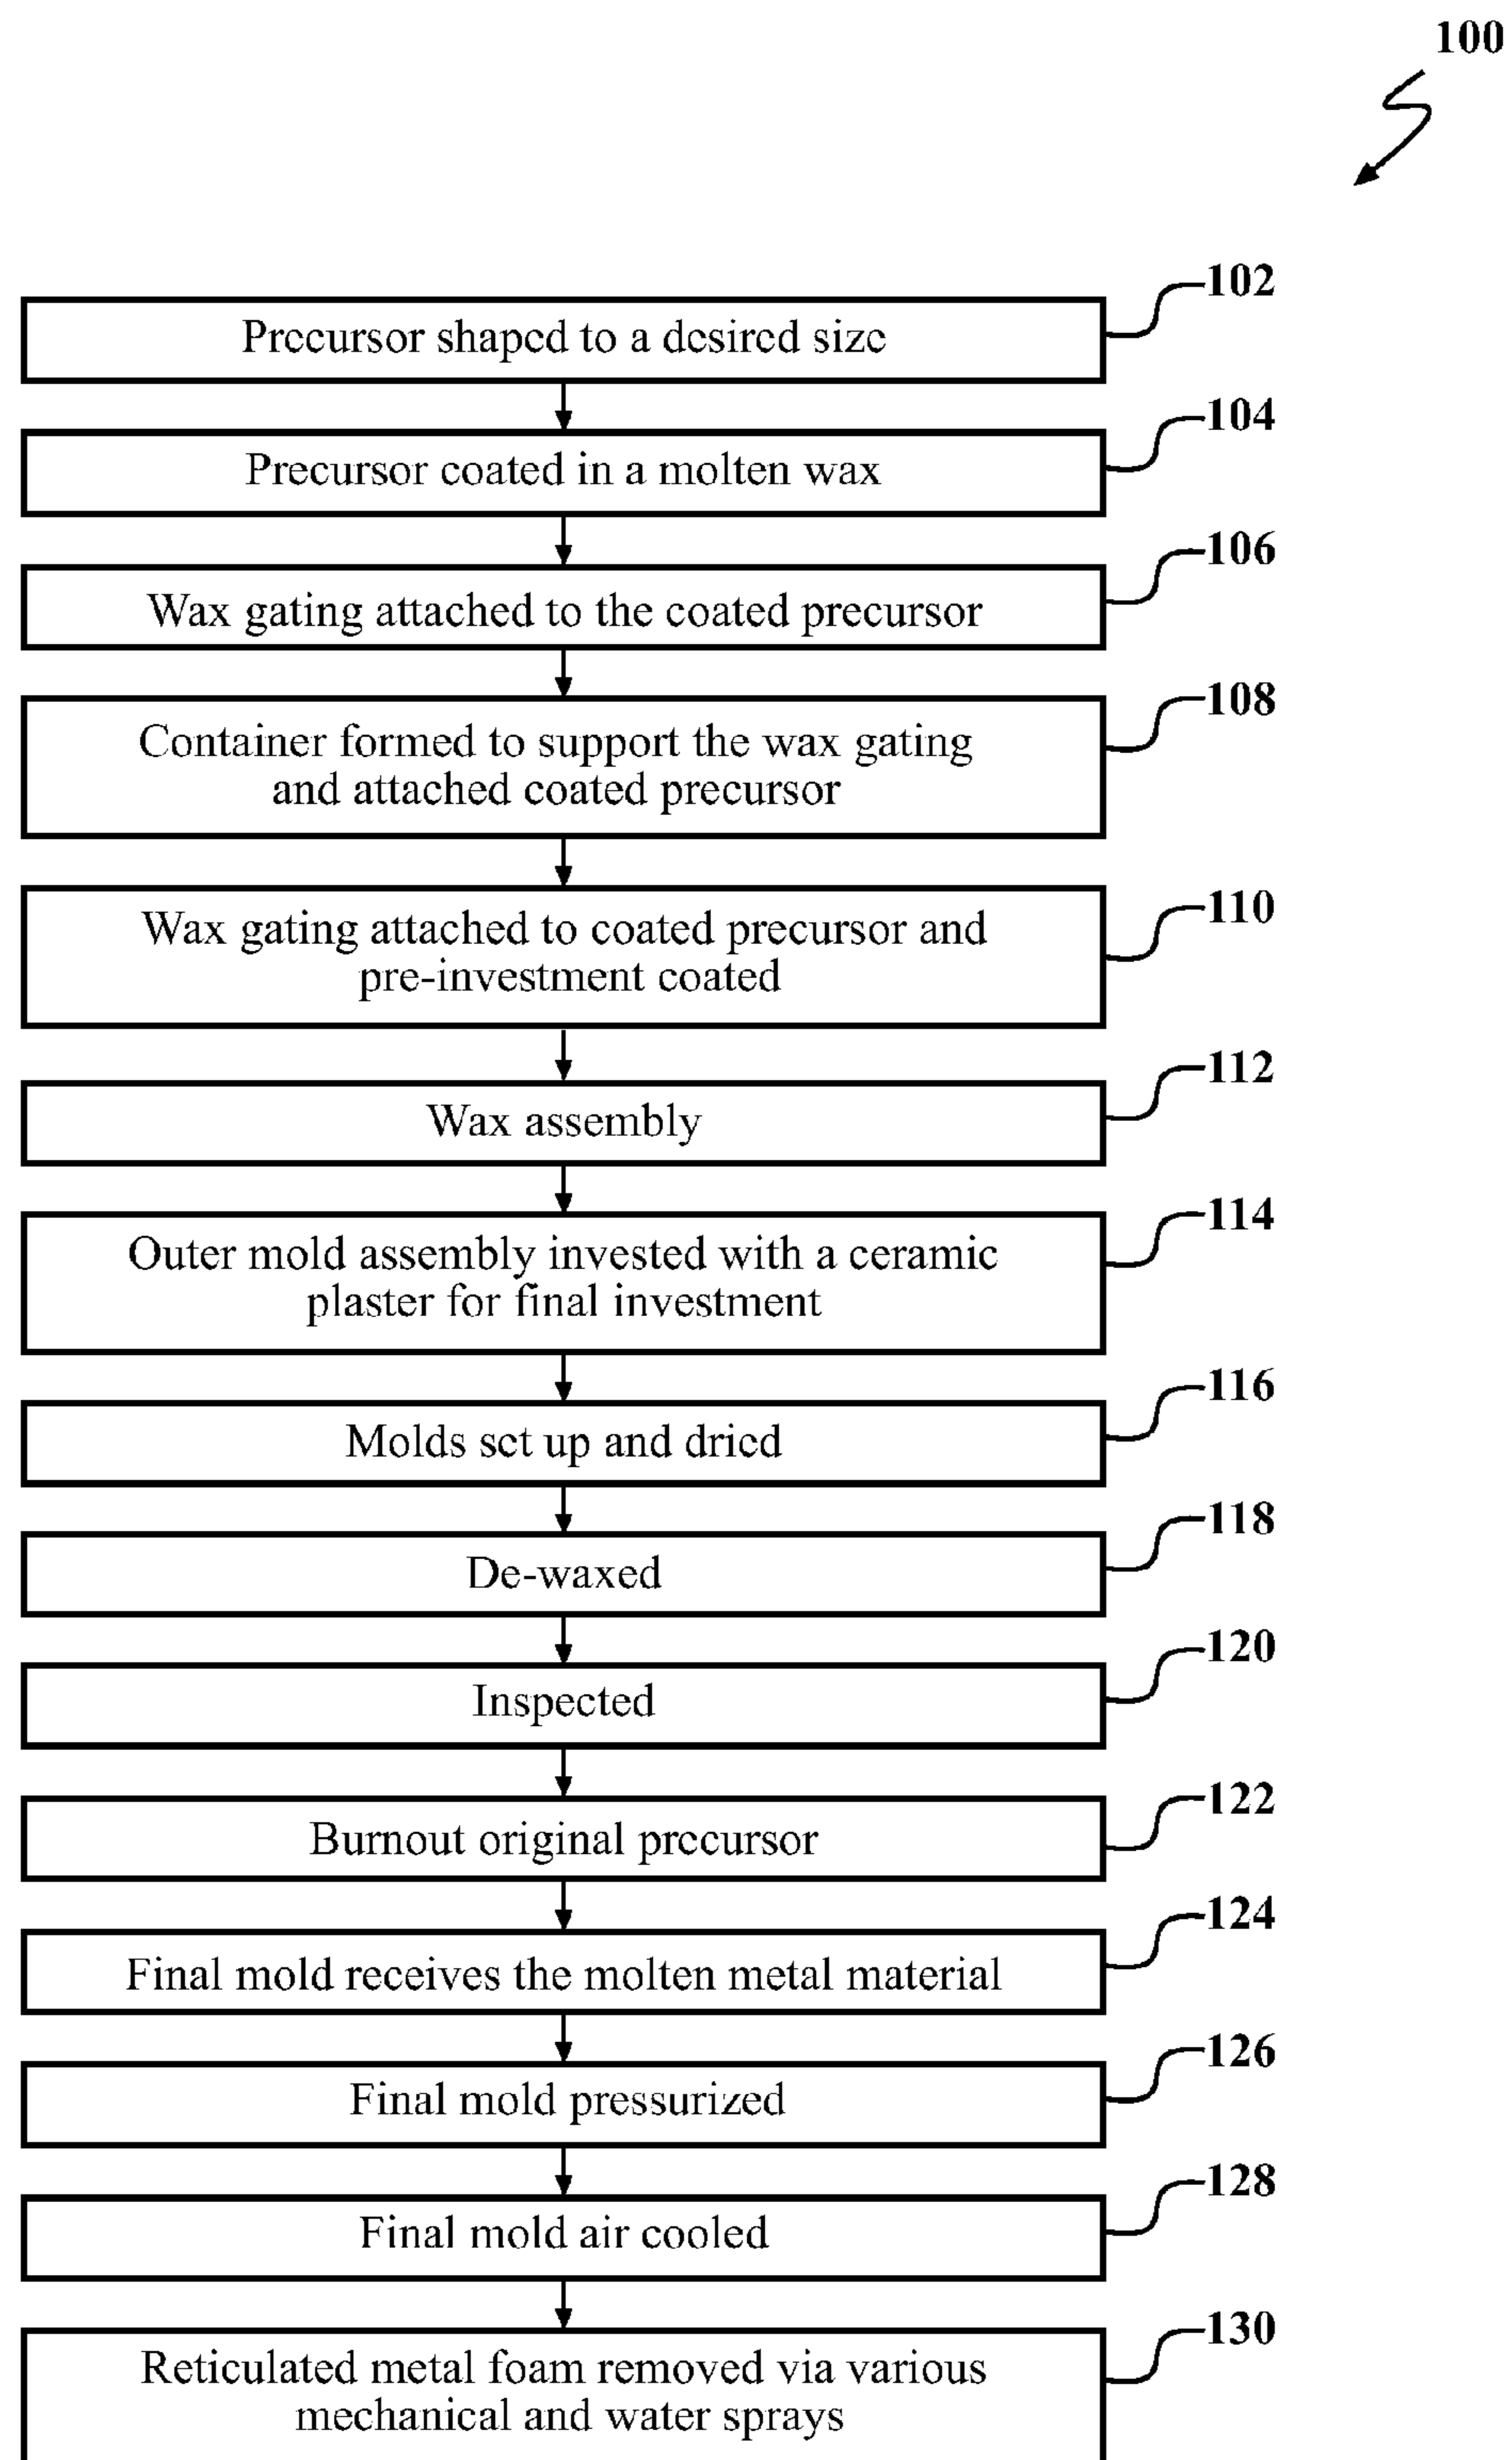 100
102
Precursor shaped to a desired size
104
Precursor coated in a molten wax
106
Wax gating attached to the coated precursor
108
Container formed to support the wax gating
and attached coated precursor
110
Wax gating attached to coated precursor and
pre-investment coated
112
Wax assembly
114
Outer mold assembly invested with a ceramic
plaster for final investment
116
Molds set up and dried
118
De-waxed
120
Inspected
122
Burnout original precursor
124
Final mold receives the molten metal material
126
Final mold pressurized
128
Final mold air cooled
130
Reticulated metal foam removed via various
mechanical and water sprays